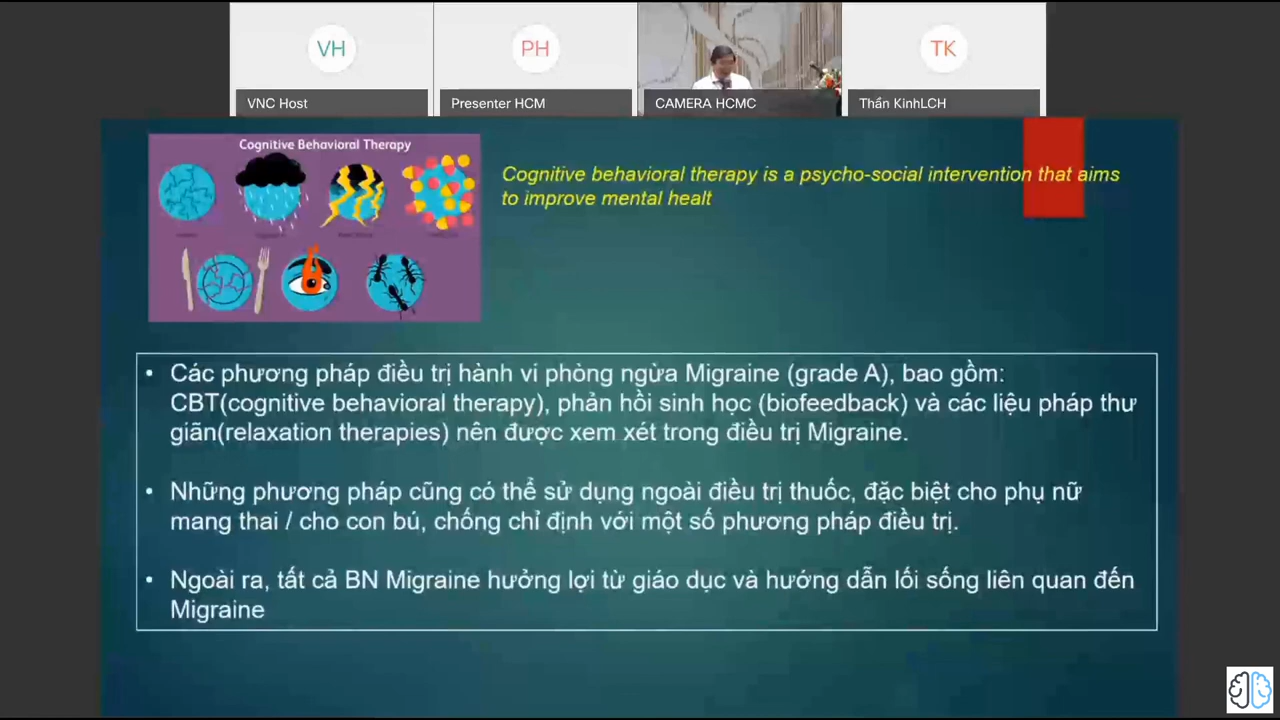 VH
PH
TK
VNC Host
Presenter HCM
CAMERA HCMC
Thần KinhLCH
Cognitive Behavioral Therapy
Cognitive behavioral therapy is a psycho-social intervention that aims
to improve mental healt
• Các phương pháp điều trị hành vi phòng ngừa Migraine (grade A), bao gồm:
CBT(cognitive behavioral therapy), phản hồi sinh học (biofeedback) và các liệu pháp thư
giãn(relaxation therapies) nên được xem xét trong điều trị Migraine.
• Những phương pháp cũng có thể sử dụng ngoài điều trị thuốc, đặc biệt cho phụ nữ
mang thai / cho con bú, chống chỉ định với một số phương pháp điều trị.
• Ngoài ra, tất cả BN Migraine hưởng lợi từ giáo dục và hướng dẫn lối sống liên quan đến
Migraine